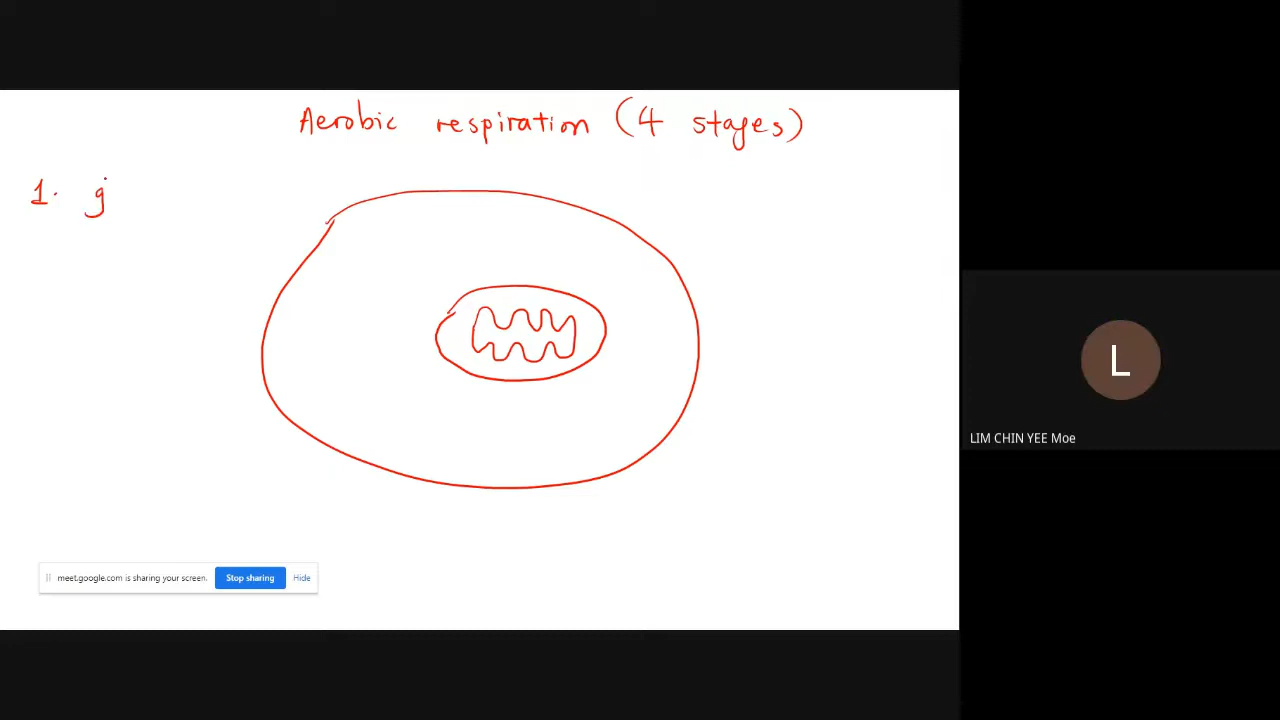 Aerobic respiration (4 stages)
1. g
meet.google.com is sharing your screen. Stop sharing Hide
L
LIM CHIN YEE Moe